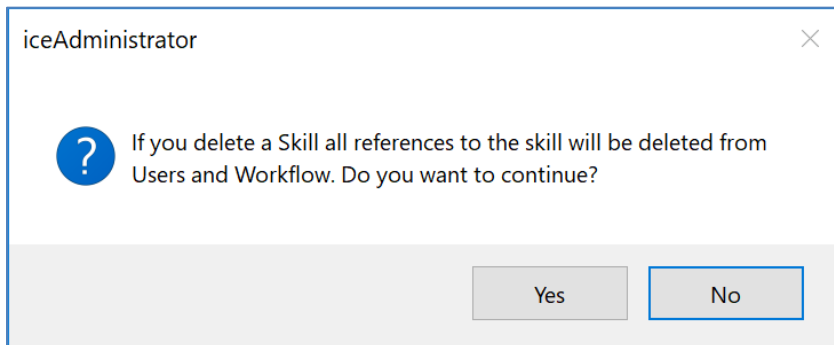 iceAdministrator
If you delete a Skill all references to the skill will be deleted from
Users and Workflow. Do you want to continue?
Yes
No